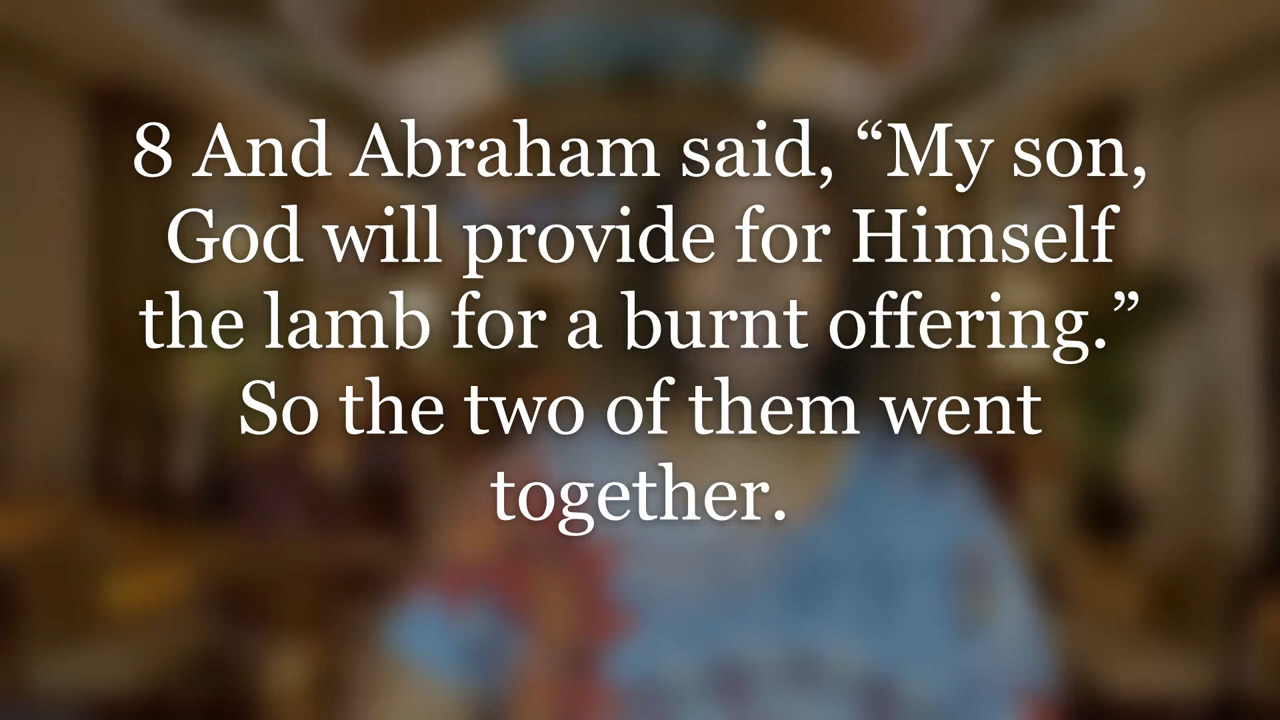 8 And Abraham said, “My son,
God will provide for Himself
the lamb for a burnt offering.”
So the two of them went
together.